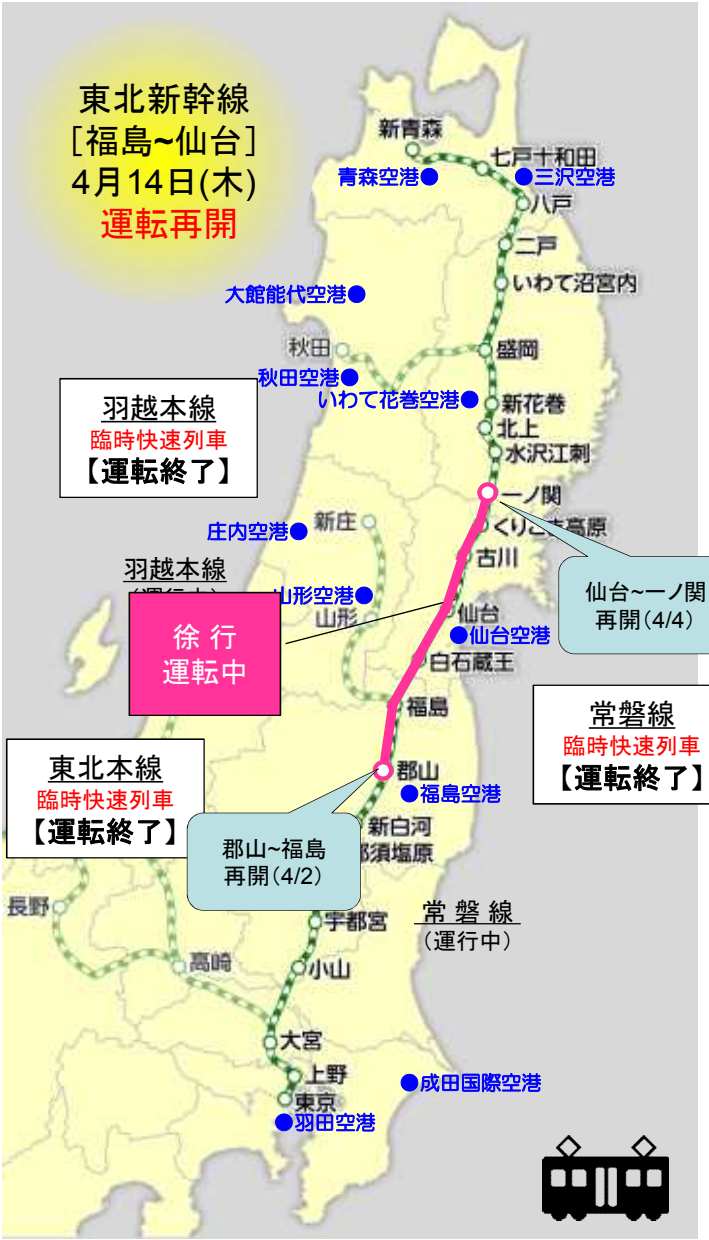 東北新幹線
［福島~仙台］
4月14日(木)
運転再開
新青森
七戸十和田
青森空港
三沢空港
八戸
二戸
いわて沼宮内
大館能代空港
秋田
盛岡
秋田空港
いわて花巻空港
新花巻
北上
水沢江刺
羽越本線
臨時快速列車
【運転終了】
一ノ関
くりこま高原
庄内空港
新庄
古川
羽越本線
山形空港
山形
仙台
仙台~一ノ関
再開（4/4）
仙台空港
徐 行
運転中
白石蔵王
福島
常磐線
臨時快速列車
【運転終了】
東北本線
臨時快速列車
【運転終了】
郡山
福島空港
新白河
那須塩原
郡山~福島
再開（4/2）
長野
宇都宮
常 磐 線
（運行中）
高崎
小山
大宮
上野
東京
成田国際空港
羽田空港